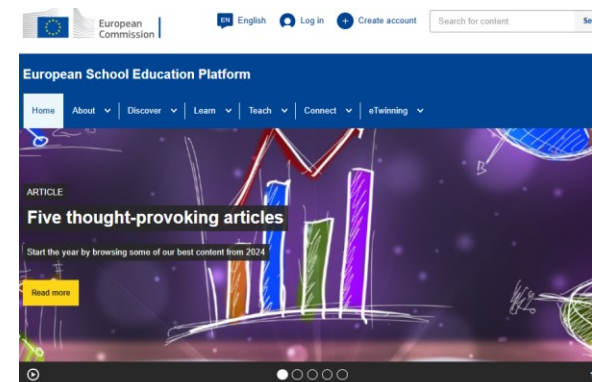 European
Commission
EN English
Log in
+ Create account
Search for content
Se
European School Education Platform
Home
About
Discover
Learn
Teach
Connect
eTwinning
ARTICLE
Five thought-provoking articles
Start the year by browsing some of our best content from 2024
Read more